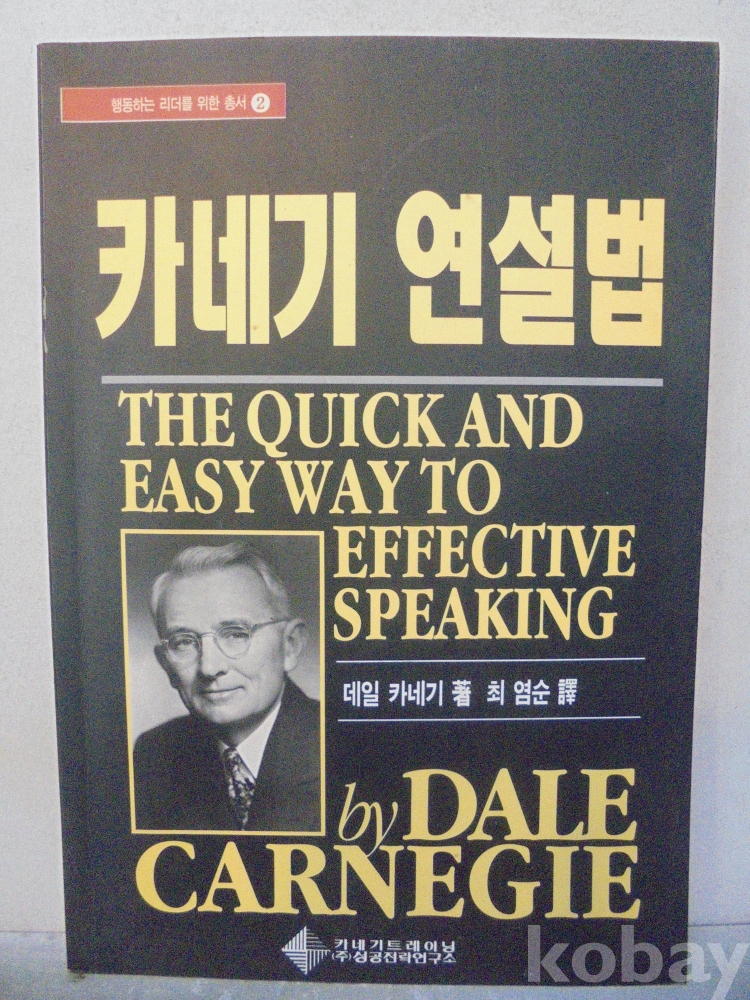 행동하는 리더를 위한 총서 2
카네기 연설법
THE QUICK AND
EASY WAY TO
EFFECTIVE
SPEAKING
데일 카네기 著 최 염순 譯
by DALE
CARNEGIE
카네기트레이닝
(주)성공전략연구소
kobay